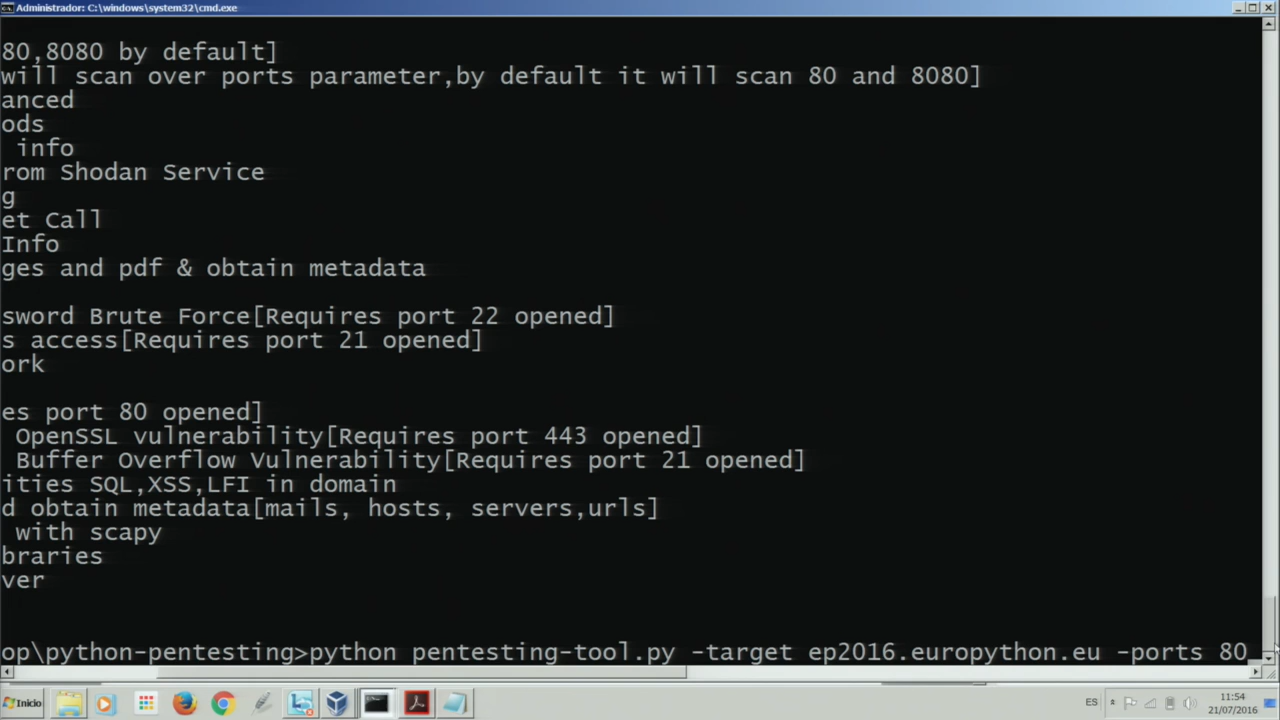 Administrador: C:\windows\system32\cmd.exe
80,8080 by default]
will scan over ports parameter,by default it will scan 80 and 8080]
anced
ods
info
rom Shodan Service
g
et Call
Info
ges and pdf & obtain metadata
sword Brute Force[Requires port 22 opened]
s access[Requires port 21 opened]
ork
es port 80 opened]
OpenSSL vulnerability[Requires port 443 opened]
Buffer Overflow Vulnerability[Requires port 21 opened]
ities SQL,XSS,LFI in domain
d obtain metadata[mails, hosts, servers,urls]
with scapy
braries
ver
op\python-pentesting>python pentesting-tool.py -target ep2016.europython.eu -ports 80
Inicio
ES
11:54
21/07/2016